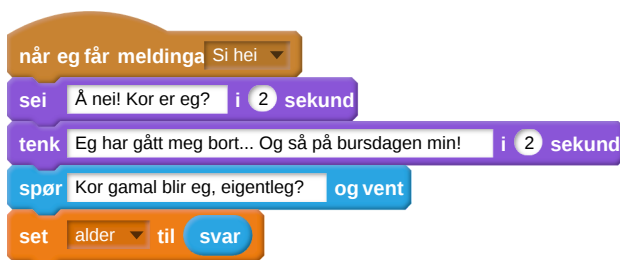 når eg får meldinga Si hei
sei Å nei! Kor er eg? i 2 sekund
tenk Eg har gått meg bort... Og så på bursdagen min! i 2 sekund
spør Kor gamal blir eg, eigentleg? og vent
set alder til svar